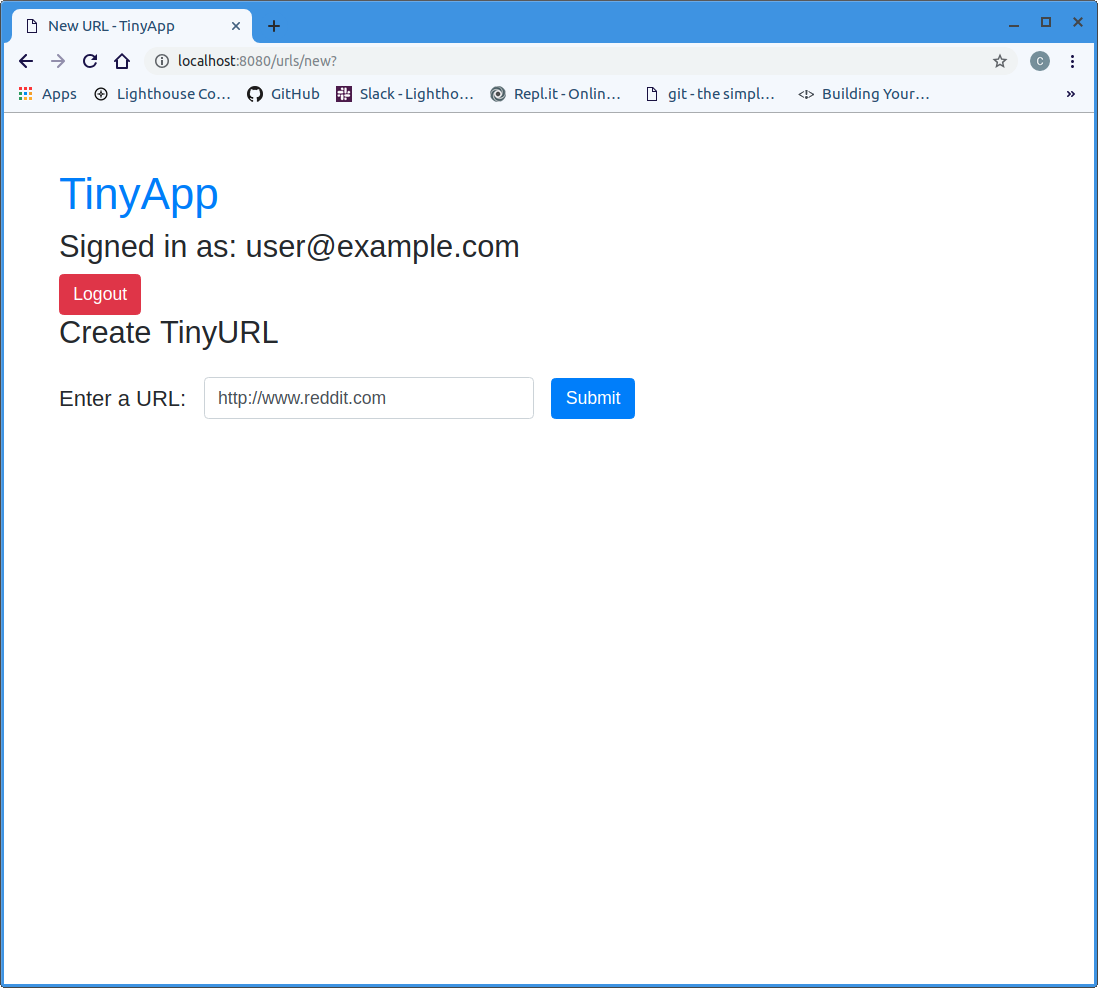 New URL - TinyApp
localhost:8080/urls/new?
C
Apps Lighthouse Co... GitHub Slack - Lightho... Repl.it - Onlin... git - the simpl... Building Your... »
TinyApp
Signed in as: user@example.com
Logout
Create TinyURL
Enter a URL: http://www.reddit.com Submit